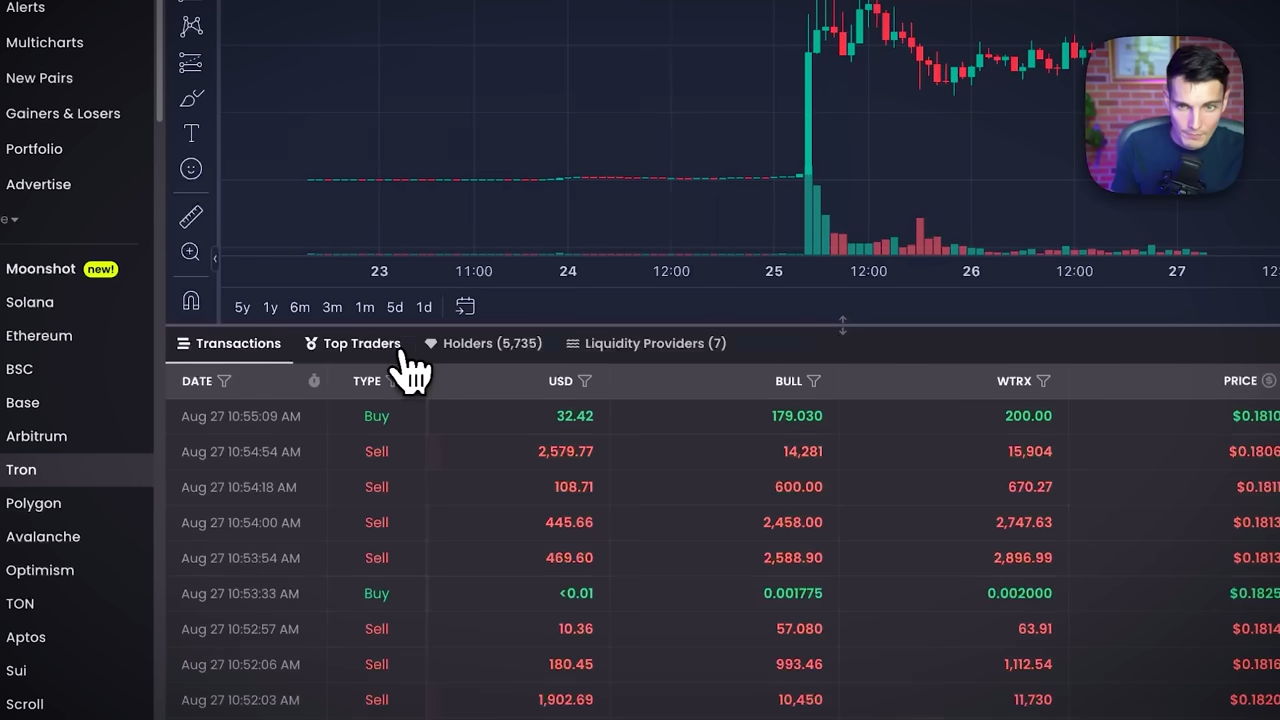 Alerts
Multicharts
New Pairs
Gainers & Losers
Portfolio
Advertise
e
Moonshot new!
Solana
Ethereum
BSC
Base
Arbitrum
Tron
Polygon
Avalanche
Optimism
TON
Aptos
Sui
Scroll
23 11:00 24 12:00 25 12:00 26 12:00 27 12:
5y 1y 6m 3m 1m 5d 1d
Transactions Top Traders Holders (5,735) Liquidity Providers (7)
DATE TYPE USD BULL WTRX PRICE
Aug 27 10:55:09 AM Buy 32.42 179.030 200.00 $0.1810
Aug 27 10:54:54 AM Sell 2,579.77 14,281 15,904 $0.1806
Aug 27 10:54:18 AM Sell 108.71 600.00 670.27 $0.1811
Aug 27 10:54:00 AM Sell 445.66 2,458.00 2,747.63 $0.1813
Aug 27 10:53:54 AM Sell 469.60 2,588.90 2,896.99 $0.1813
Aug 27 10:53:33 AM Buy <0.01 0.001775 0.002000 $0.1825
Aug 27 10:52:57 AM Sell 10.36 57.080 63.91 $0.1814
Aug 27 10:52:06 AM Sell 180.45 993.46 1,112.54 $0.1816
Aug 27 10:52:03 AM Sell 1,902.69 10,450 11,730 $0.1820